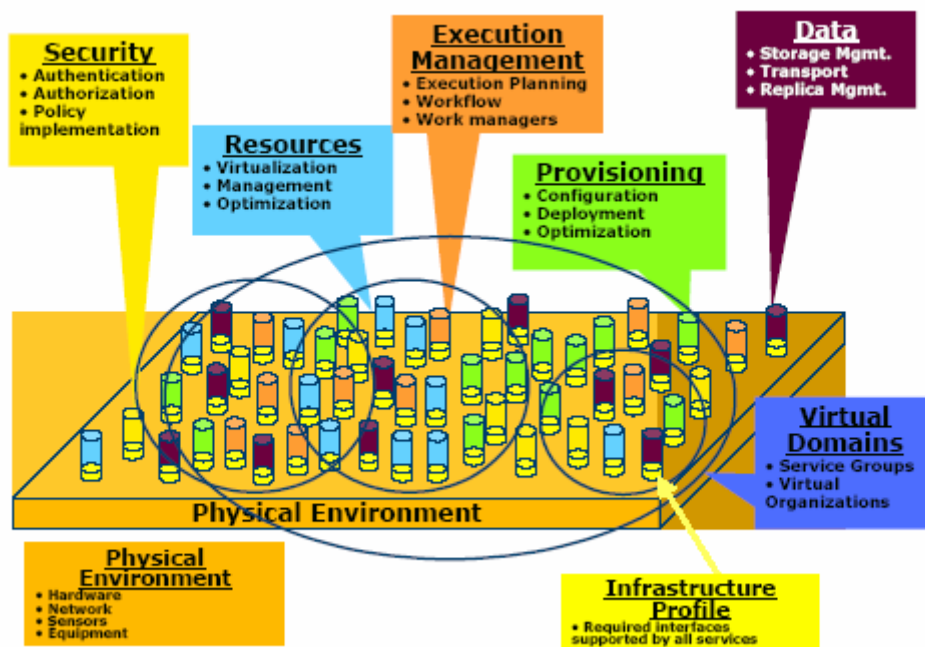 Security
• Authentication
• Authorization
• Policy
implementation
Execution
Management
• Execution Planning
• Workflow
• Work managers
Data
• Storage Mgmt.
• Transport
• Replica Mgmt.
Resources
• Virtualization
• Management
• Optimization
Provisioning
• Configuration
• Deployment
• Optimization
Virtual
Domains
• Service Groups
• Virtual
Organizations
Physical Environment
Physical
Environment
• Hardware
• Network
• Sensors
• Equipment
Infrastructure
Profile
• Required interfaces
supported by all services